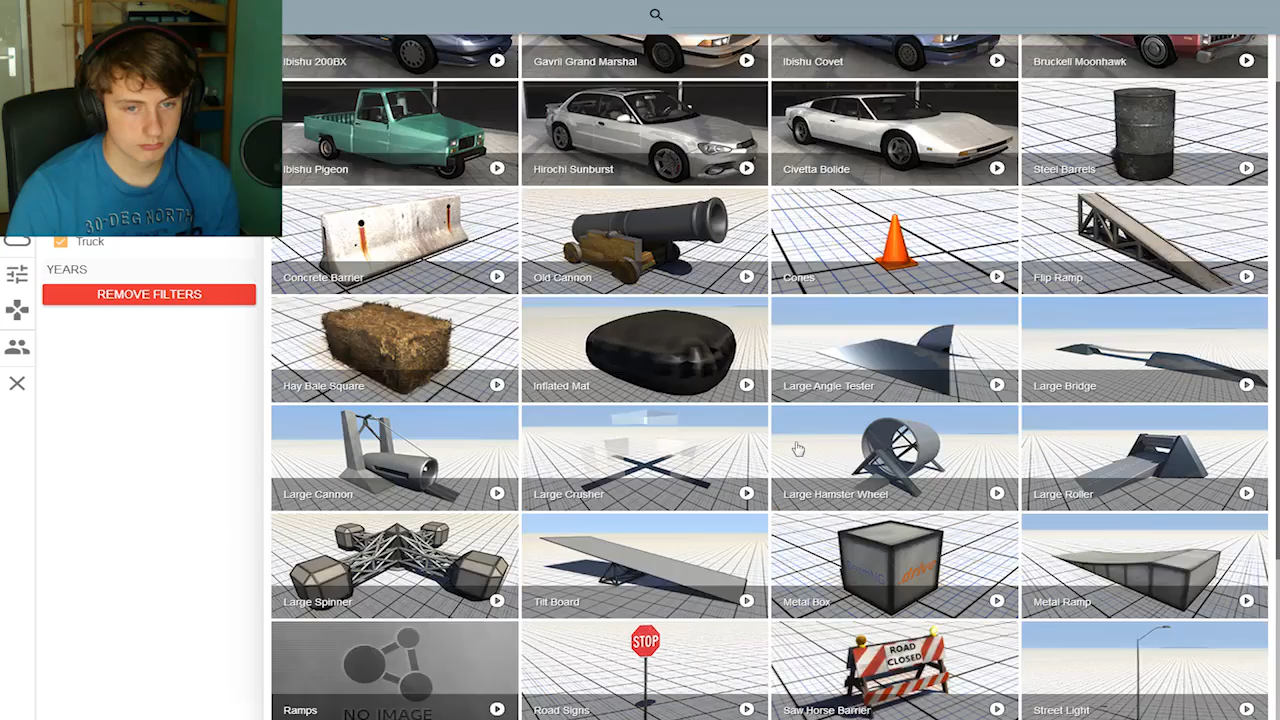 Ibishu 200BX
Gavril Grand Marshal
Ibishu Covet
Bruckell Moonhawk
Ibishu Pigeon
Hirochi Sunburst
Civetta Bolide
Steel Barrels
30-DEG NORTH
Truck
YEARS
REMOVE FILTERS
Concrete Barrier
Old Cannon
Cones
Flip Ramp
Hay Bale Square
Inflated Mat
Large Angle Tester
Large Bridge
Large Cannon
Large Crusher
Large Hamster Wheel
Large Roller
Large Spinner
Tilt Board
drive
Metal Box
Metal Ramp
NO IMAGE
Ramps
STOP
Road Signs
ROAD
CLOSED
Saw Horse Barrier
Street Light